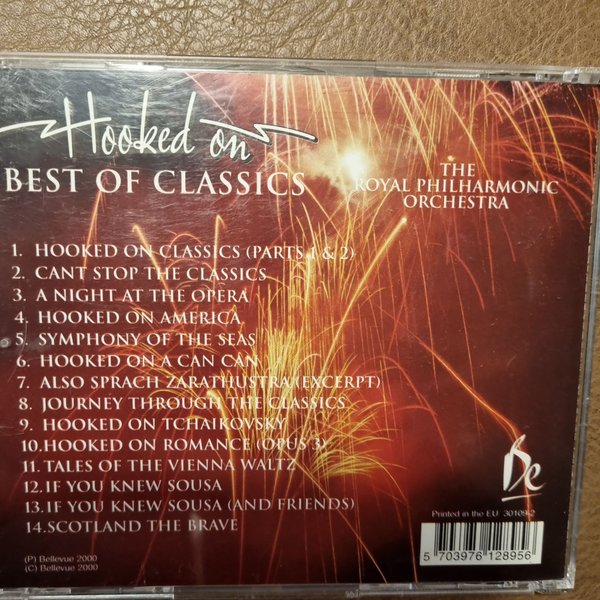 Hooked on
BEST OF CLASSICS
THE
ROYAL PHILHARMONIC
ORCHESTRA
1. HOOKED ON CLASSICS (PARTS 1 & 2)
2. CANT STOP THE CLASSICS
3. A NIGHT AT THE OPERA
4. HOOKED ON AMERICA
5. SYMPHONY OF THE SEAS
6. HOOKED ON A CAN CAN
7. ALSO SPRACH ZARATHUSTRA (EXCERPT)
8. JOURNEY THROUGH THE CLASSICS
9. HOOKED ON TCHAIKOVSKY
10. HOOKED ON ROMANCE (OPUS 3)
11. TALES OF THE VIENNA WALTZ
12. IF YOU KNEW SOUSA
13. IF YOU KNEW SOUSA (AND FRIENDS)
14. SCOTLAND THE BRAVE
Be
Printed in the EU 30109-2
5 703976 128956
(P) Bellevue 2000
(C) Bellevue 2000